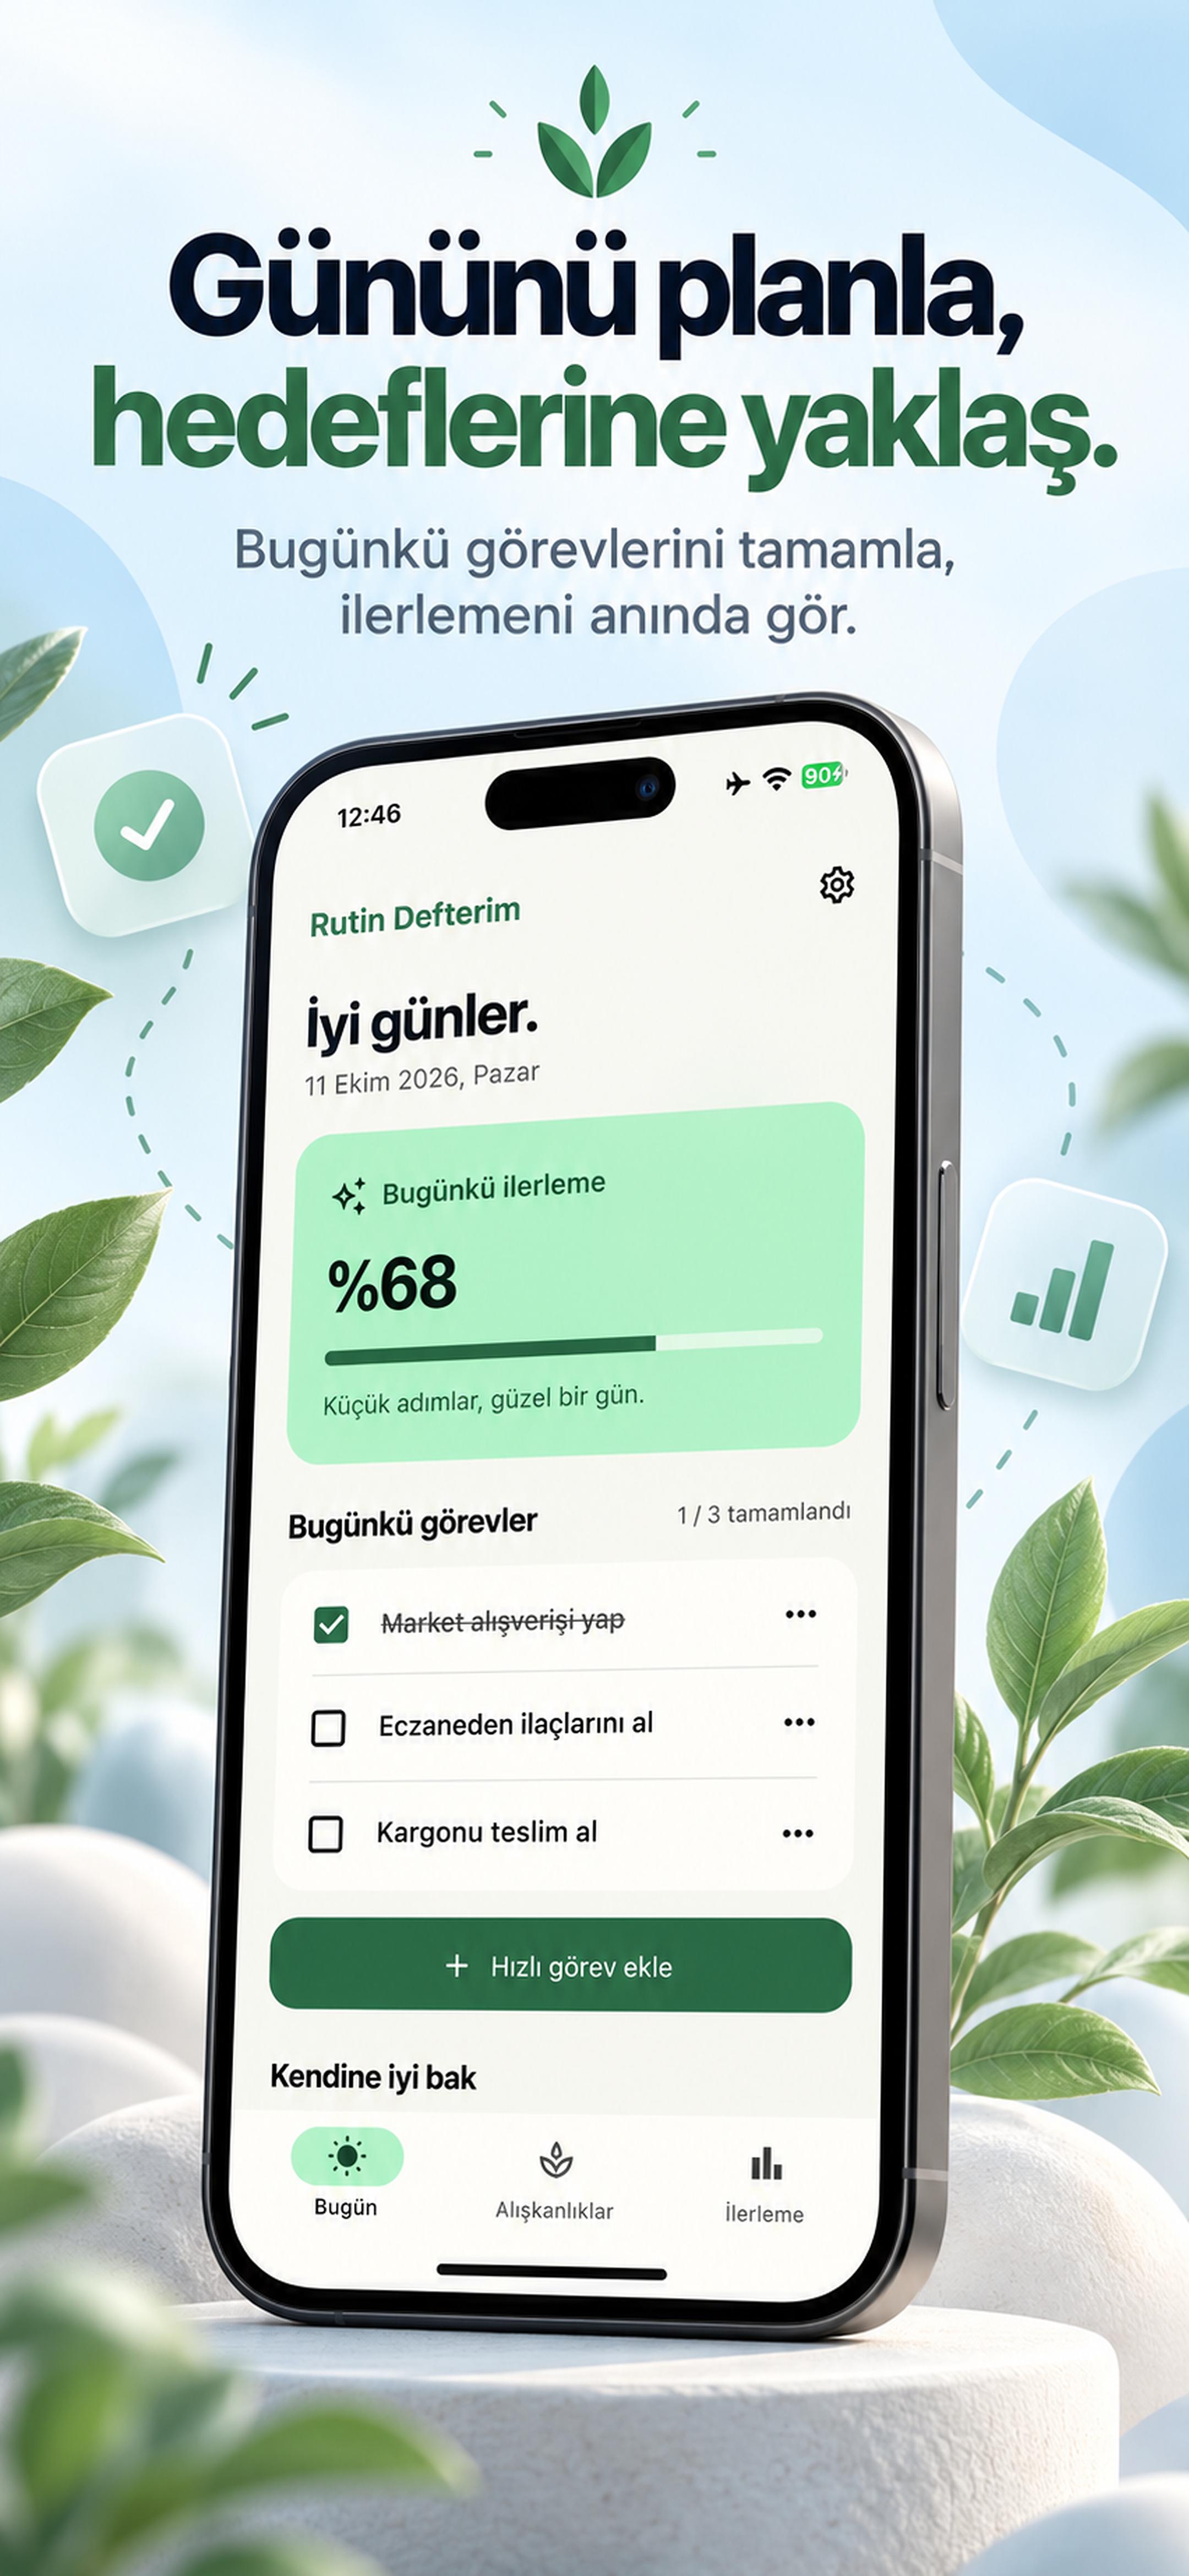 Gününü planla,
hedeflerine yaklaş.
Bugünkü görevlerini tamamla,
ilerlemeni anında gör.
12:46
90
Rutin Defterim
İyi günler.
11 Ekim 2026, Pazar
Bugünkü ilerleme
%68
Küçük adımlar, güzel bir gün.
Bugünkü görevler
1 / 3 tamamlandı
Market alışverişi yap
Eczaneden ilaçlarını al
Kargonu teslim al
+ Hızlı görev ekle
Kendine iyi bak
Bugün
Alışkanlıklar
İlerleme